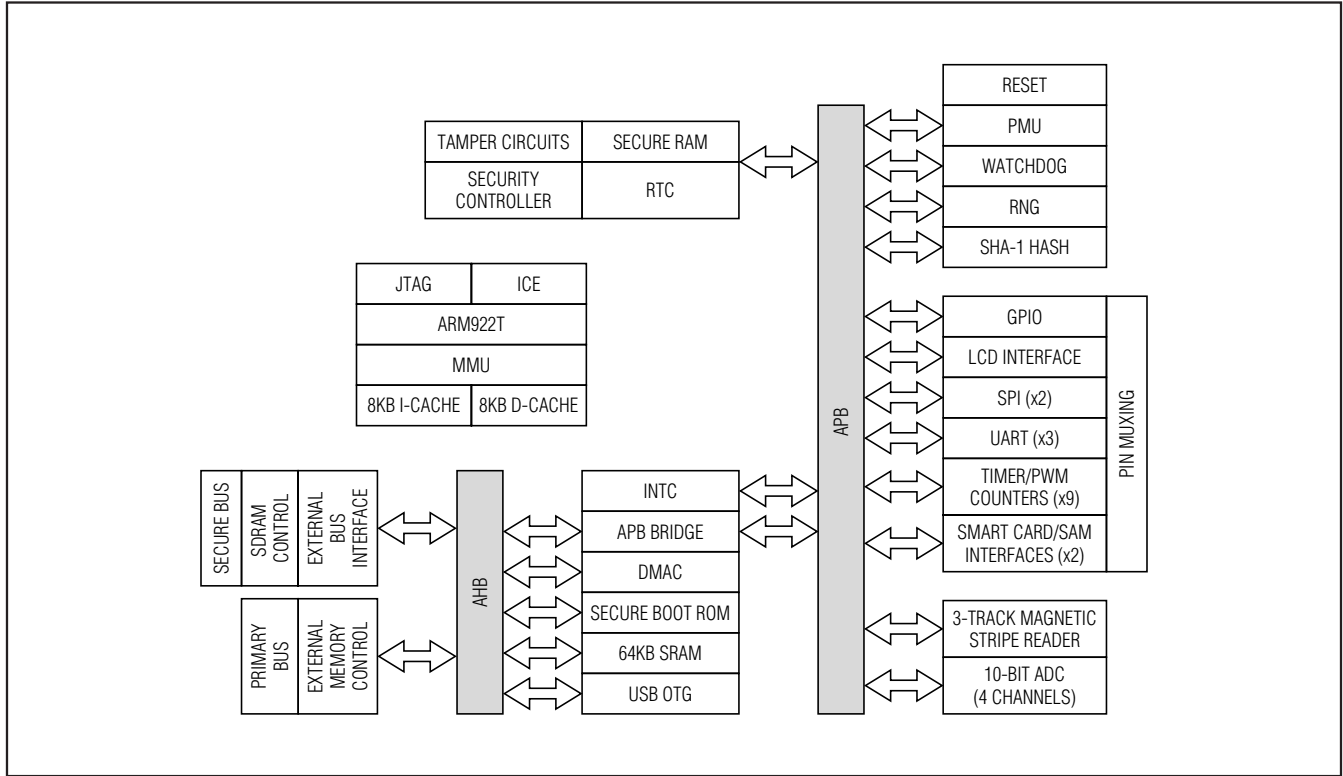 TAMPER CIRCUITS
SECURE RAM
SECURITY
CONTROLLER
RTC
JTAG
ICE
ARM922T
MMU
8KB I-CACHE
8KB D-CACHE
SECURE BUS
SDRAM
CONTROL
EXTERNAL
BUS
INTERFACE
PRIMARY
BUS
EXTERNAL
MEMORY
CONTROL
AHB
INTC
APB BRIDGE
DMAC
SECURE BOOT ROM
64KB SRAM
USB OTG
APB
RESET
PMU
WATCHDOG
RNG
SHA-1 HASH
GPIO
LCD INTERFACE
SPI (x2)
UART (x3)
TIMER/PWM
COUNTERS (x9)
SMART CARD/SAM
INTERFACES (x2)
PIN MUXING
3-TRACK MAGNETIC
STRIPE READER
10-BIT ADC
(4 CHANNELS)